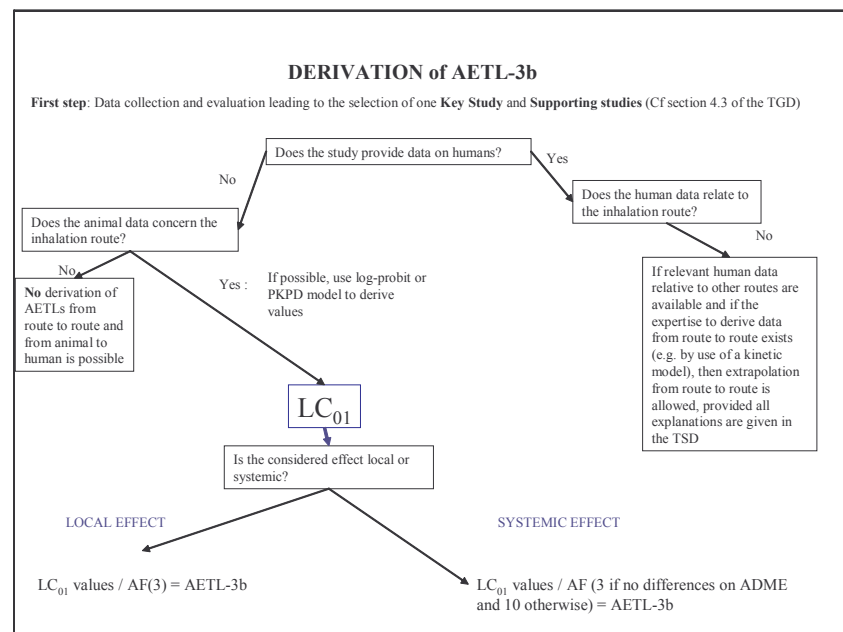 DERIVATION of AETL-3b
First step: Data collection and evaluation leading to the selection of one Key Study and Supporting studies (Cf section 4.3 of the TGD)
Does the study provide data on humans?
No
Yes
Does the animal data concern the
inhalation route?
Does the human data relate to
the inhalation route?
No
No derivation of
AETLs from
route to route and
from animal to
human is possible
Yes :
If possible, use log-probit or
PKPD model to derive
values
No
If relevant human data
relative to other routes are
available and if the
expertise to derive data
from route to route exists
(e.g. by use of a kinetic
model), then extrapolation
from route to route is
allowed, provided all
explanations are given in
the TSD
LC01
Is the considered effect local or
systemic?
LOCAL EFFECT
SYSTEMIC EFFECT
LC01 values / AF(3) = AETL-3b
LC01 values / AF (3 if no differences on ADME
and 10 otherwise) = AETL-3b